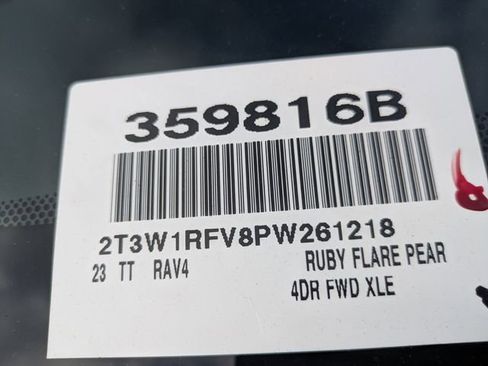 359816B
2T3W1RFV8PW261218
23 TT RAV4 RUBY FLARE PEAR
4DR FWD XLE